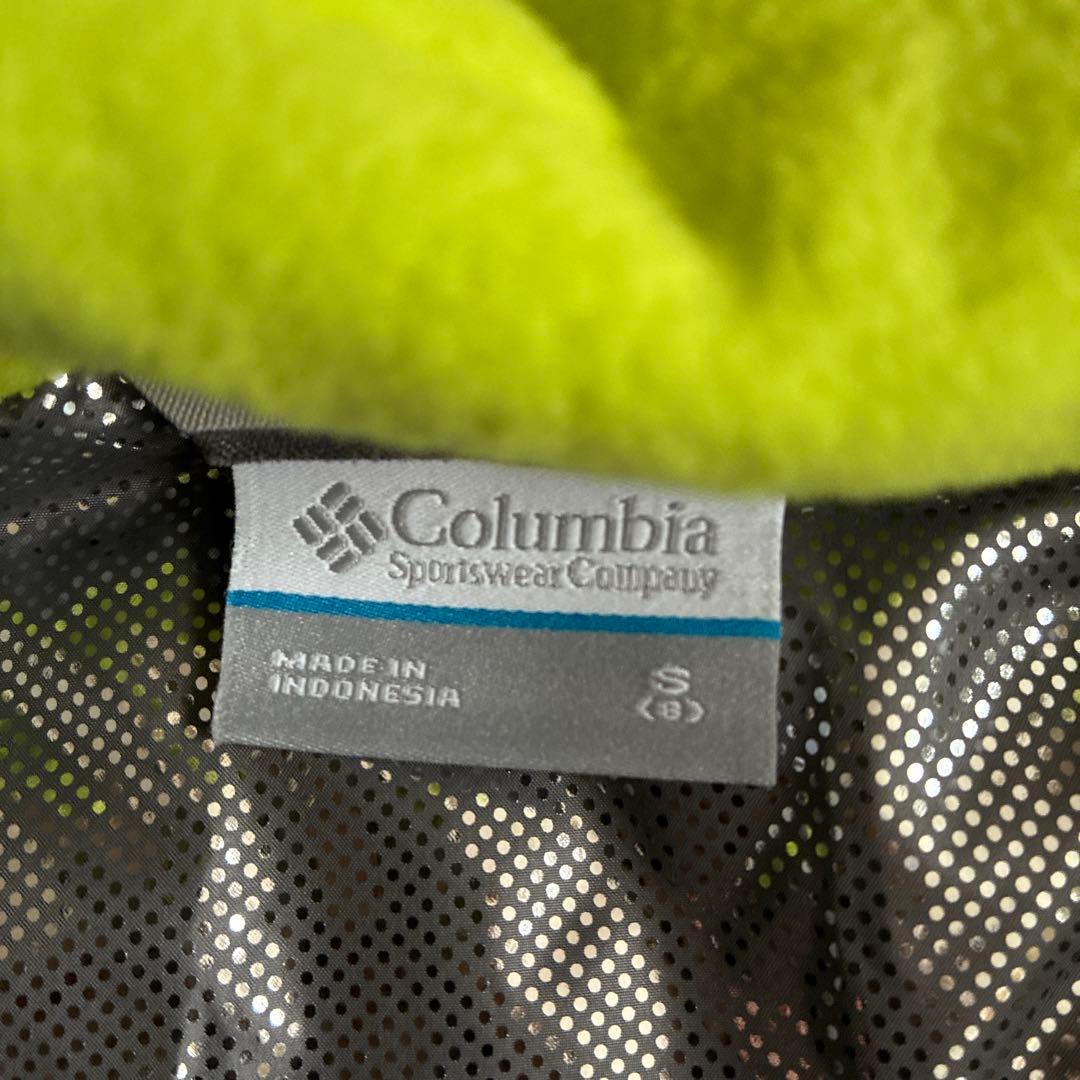 Columbia
Sportswear Company
MADE IN
INDONESIA
S
(8)